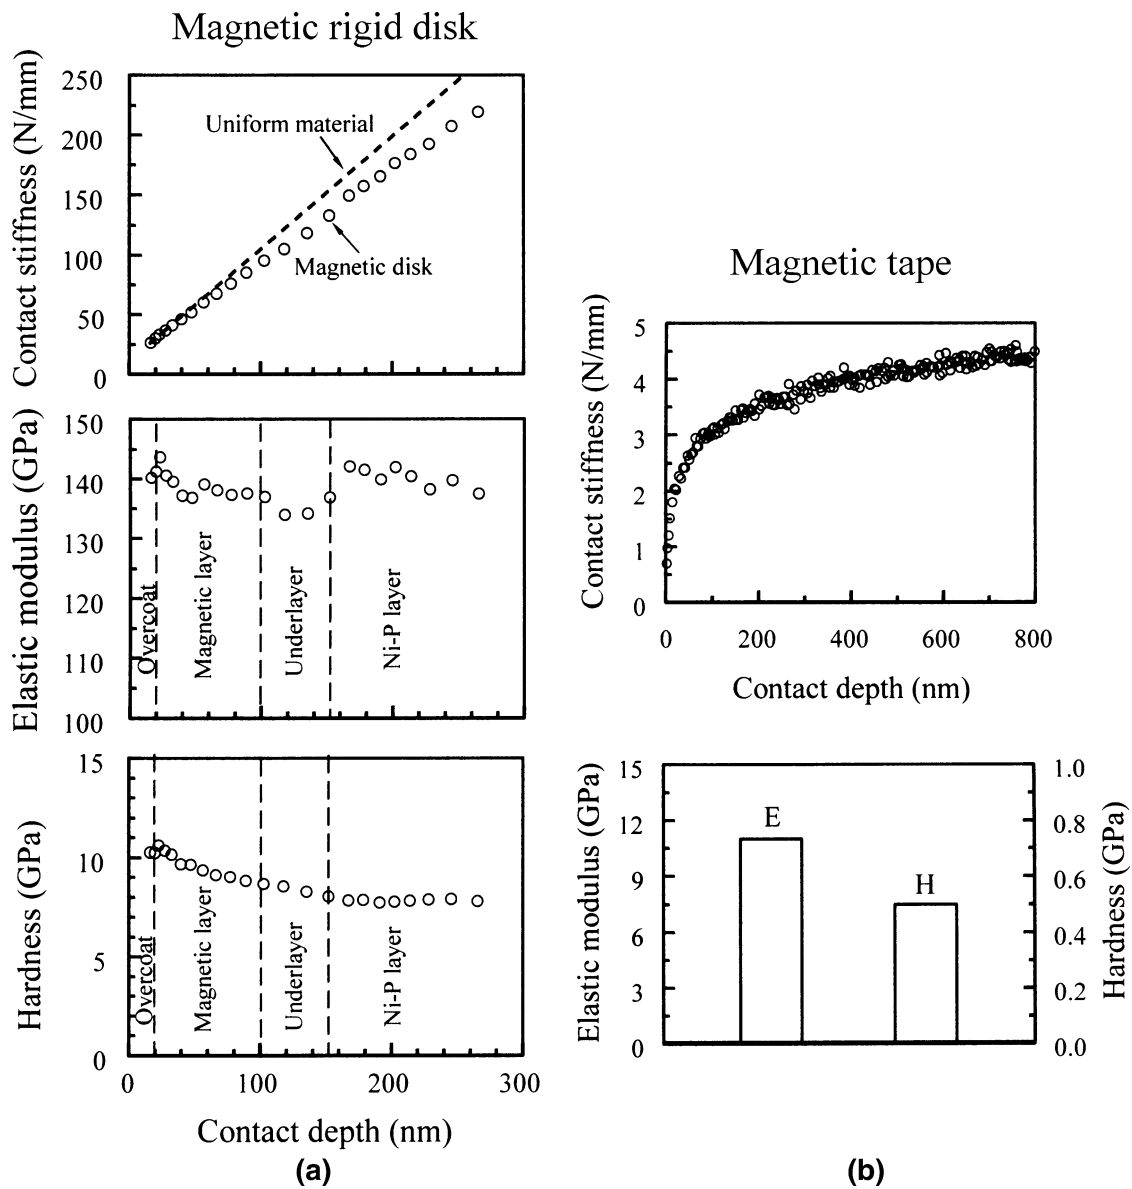 Magnetic rigid disk
Contact stiffness (N/mm)
250
200
150
100
50
0
Uniform material
Magnetic disk
Elastic modulus (GPa)
150
140
130
120
110
100
Overcoat
Magnetic layer
Underlayer
Ni-P layer
Hardness (GPa)
15
10
5
0
Overcoat
Magnetic layer
Underlayer
Ni-P layer
0 100 200 300
Contact depth (nm)
(a)
Magnetic tape
Contact stiffness (N/mm)
5
4
3
2
1
0
0 200 400 600 800
Contact depth (nm)
Elastic modulus (GPa)
15
12
9
6
3
0
E
H
1.0
0.8
0.6
0.4
0.2
0.0
Hardness (GPa)
(b)